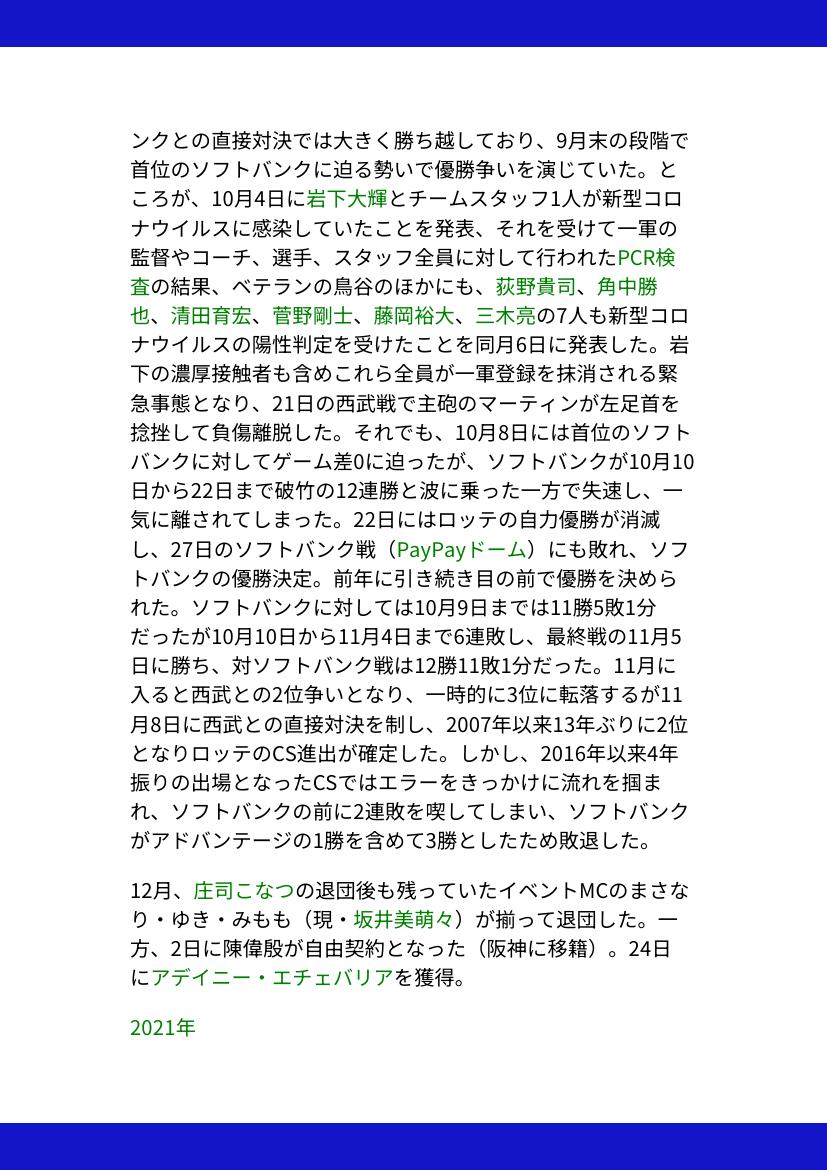 ンクとの直接対決では大きく勝ち越しており、9月末の段階で
首位のソフトバンクに迫る勢いで優勝争いを演じていた。と
ころが、10月4日に岩下大輝とチームスタッフ1人が新型コロ
ナウイルスに感染していたことを発表、それを受けて一軍の
監督やコーチ、選手、スタッフ全員に対して行われたPCR検
査の結果、ベテランの鳥谷のほかにも、荻野貴司、角中勝
也、清田育宏、菅野剛士、藤岡裕大、三木亮の7人も新型コロ
ナウイルスの陽性判定を受けたことを同月6日に発表した。岩
下の濃厚接触者も含めこれら全員が一軍登録を抹消される緊
急事態となり、21日の西武戦で主砲のマーティンが左足首を
捻挫して負傷離脱した。それでも、10月8日には首位のソフト
バンクに対してゲーム差0に迫ったが、ソフトバンクが10月10
日から22日まで破竹の12連勝と波に乗った一方で失速し、一
気に離されてしまった。22日にはロッテの自力優勝が消滅
し、27日のソフトバンク戦（PayPayドーム）にも敗れ、ソフ
トバンクの優勝決定。前年に引き続き目の前で優勝を決めら
れた。ソフトバンクに対しては10月9日までは11勝5敗1分
だったが10月10日から11月4日まで6連敗し、最終戦の11月5
日に勝ち、対ソフトバンク戦は12勝11敗1分だった。11月に
入ると西武との2位争いとなり、一時的に3位に転落するが11
月8日に西武との直接対決を制し、2007年以来13年ぶりに2位
となりロッテのCS進出が確定した。しかし、2016年以来4年
振りの出場となったCSではエラーをきっかけに流れを掴ま
れ、ソフトバンクの前に2連敗を喫してしまい、ソフトバンク
がアドバンテージの1勝を含めて3勝としたため敗退した。
12月、庄司こなつの退団後も残っていたイベントMCのまさな
り・ゆき・みもも（現・坂井美萌々）が揃って退団した。一
方、2日に陳偉殷が自由契約となった（阪神に移籍）。24日
にアデイニー・エチェバリアを獲得。
2021年